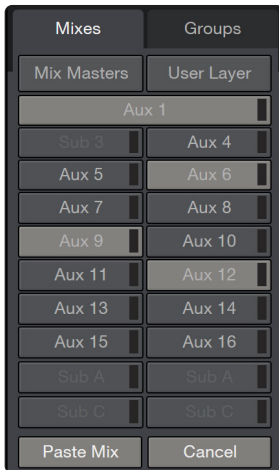 Mixes Groups
Mix Masters User Layer
Aux 1
Sub 3 Aux 4
Aux 5 Aux 6
Aux 7 Aux 8
Aux 9 Aux 10
Aux 11 Aux 12
Aux 13 Aux 14
Aux 15 Aux 16
Sub A Sub A
Sub C Sub C
Paste Mix Cancel